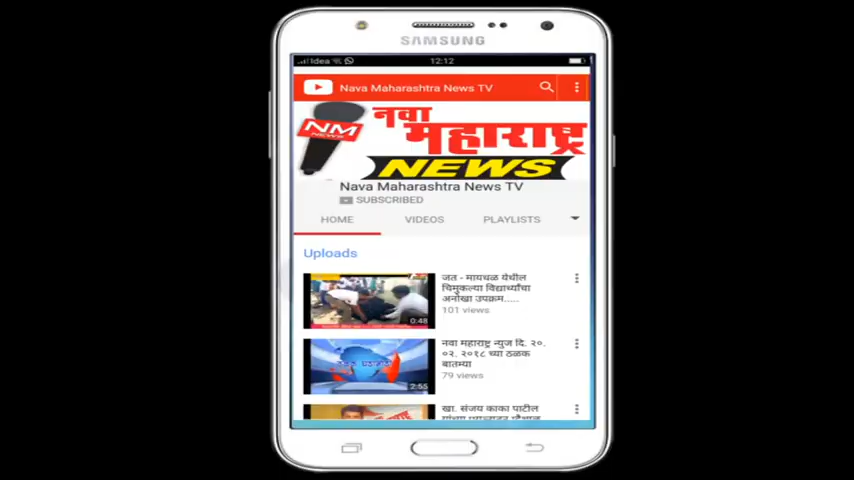 SAMSUNG
Idea 12:12
Nava Maharashtra News TV
NM
NEWS
नवा
महाराष्ट्र
NEWS
Nava Maharashtra News TV
SUBSCRIBED
HOME VIDEOS PLAYLISTS
Uploads
जत - मायथळ येथील
चिमुकल्या विद्यार्थ्यांचा
अनोखा उपक्रम.....
101 views
0:48
नवा महाराष्ट्र न्युज दि. २०.
०२. २०१८ च्या ठळक
बातम्या
79 views
2:55
खा. संजय काका पाटील